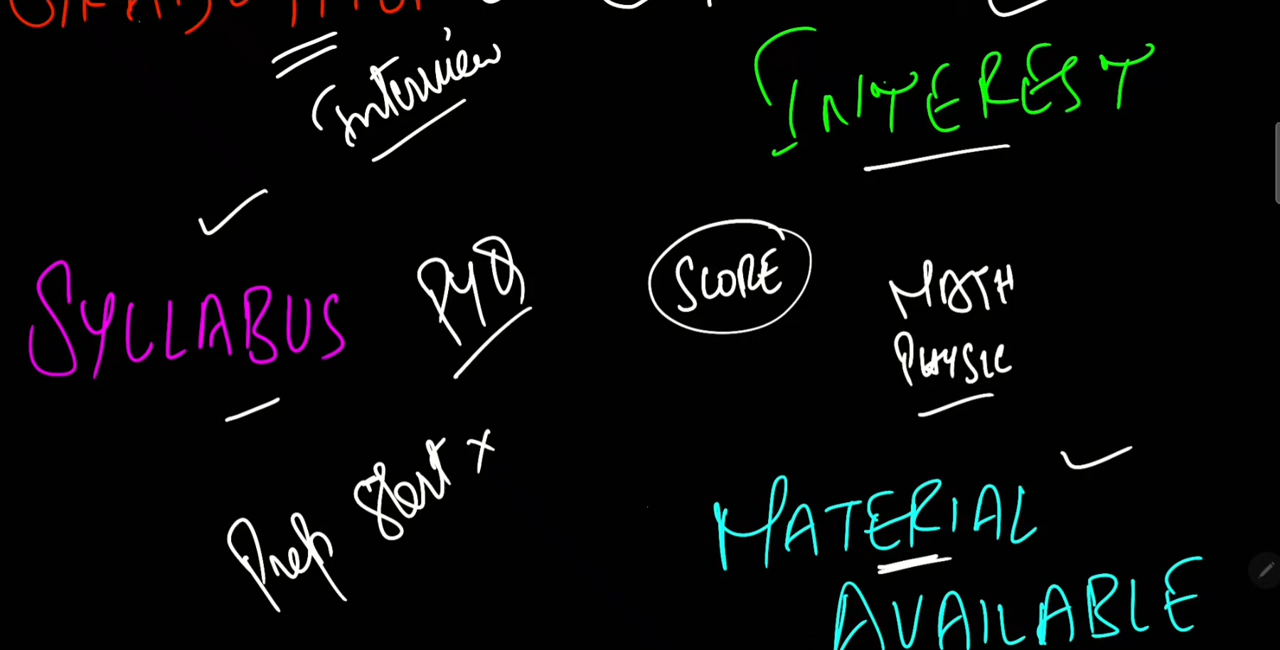 Interview
INTEREST
SYLLABUS
PYQ
SCORE
MATH
PHYSIC
Prep Start x
MATERIAL
AVAILABLE